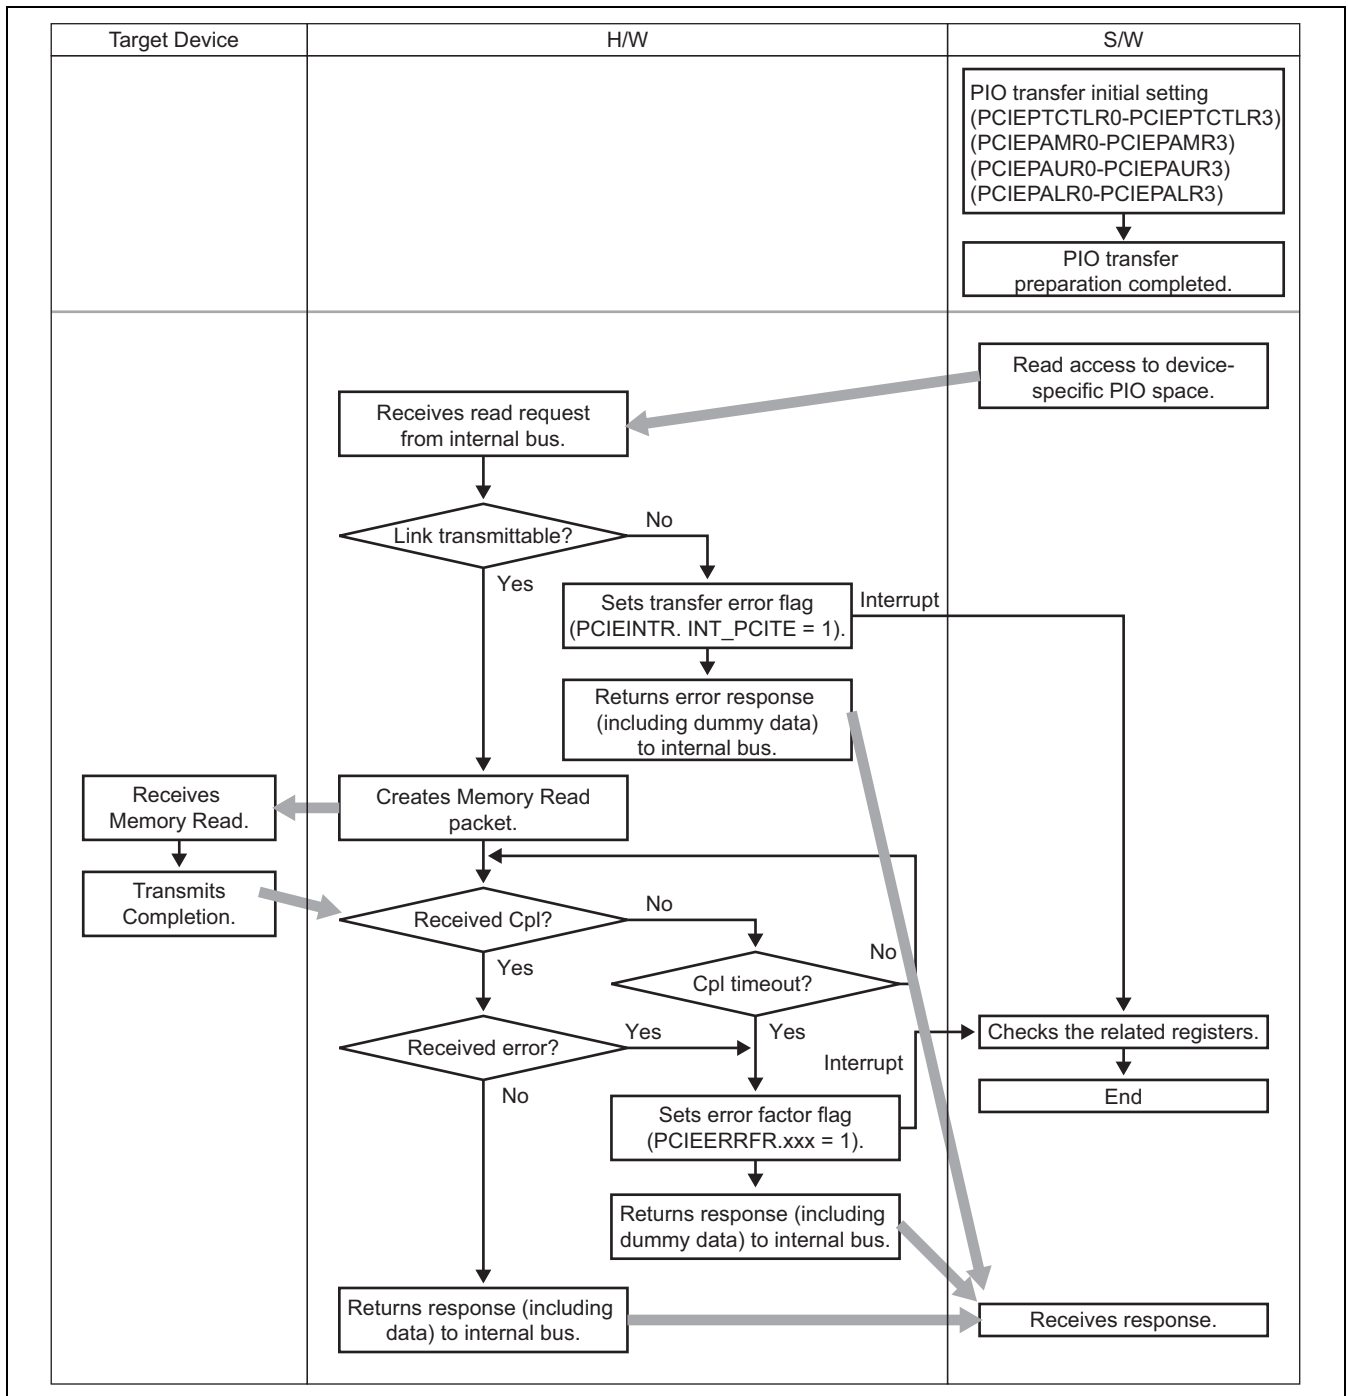 Target Device
H/W
S/W
PIO transfer initial setting
(PCIEPTCTLR0-PCIEPTCTLR3)
(PCIEPAMR0-PCIEPAMR3)
(PCIEPAUR0-PCIEPAUR3)
(PCIEPALR0-PCIEPALR3)
PIO transfer
preparation completed.
Read access to device-
specific PIO space.
Receives read request
from internal bus.
Link transmittable?
No
Yes
Sets transfer error flag
(PCIEINTR. INT_PCITE = 1).
Interrupt
Returns error response
(including dummy data)
to internal bus.
Receives
Memory Read.
Creates Memory Read
packet.
Transmits
Completion.
Received Cpl?
No
Yes
Cpl timeout?
No
Yes
Received error?
Yes
No
Interrupt
Checks the related registers.
End
Sets error factor flag
(PCIEERRFR.xxx = 1).
Returns response (including
dummy data) to internal bus.
Returns response (including
data) to internal bus.
Receives response.